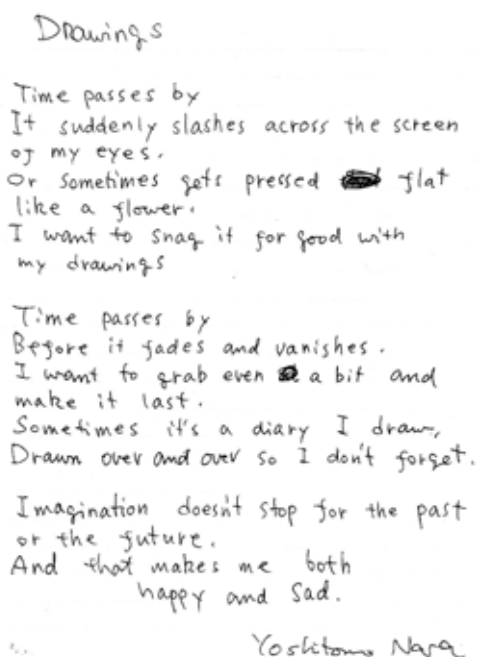 Drawings
Time passes by
It suddenly slashes across the screen
of my eyes.
Or sometimes gets pressed flat
like a flower.
I want to snag it for good with
my drawings
Time passes by
Before it fades and vanishes.
I want to grab even a bit and
make it last.
Sometimes it's a diary I draw,
Drawn over and over so I don't forget.
Imagination doesn't stop for the past
or the future.
And that makes me both
happy and sad.
Yoshitomo Nara